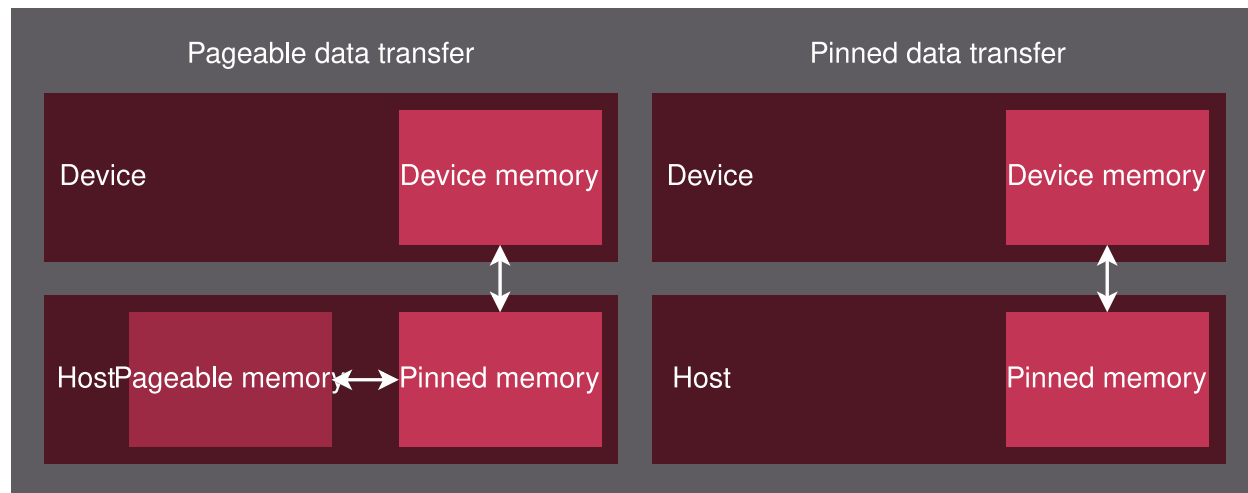 Pageable data transfer
Pinned data transfer
Device
Device memory
Device
Device memory
Host
Pageable memory
Pinned memory
Host
Pinned memory